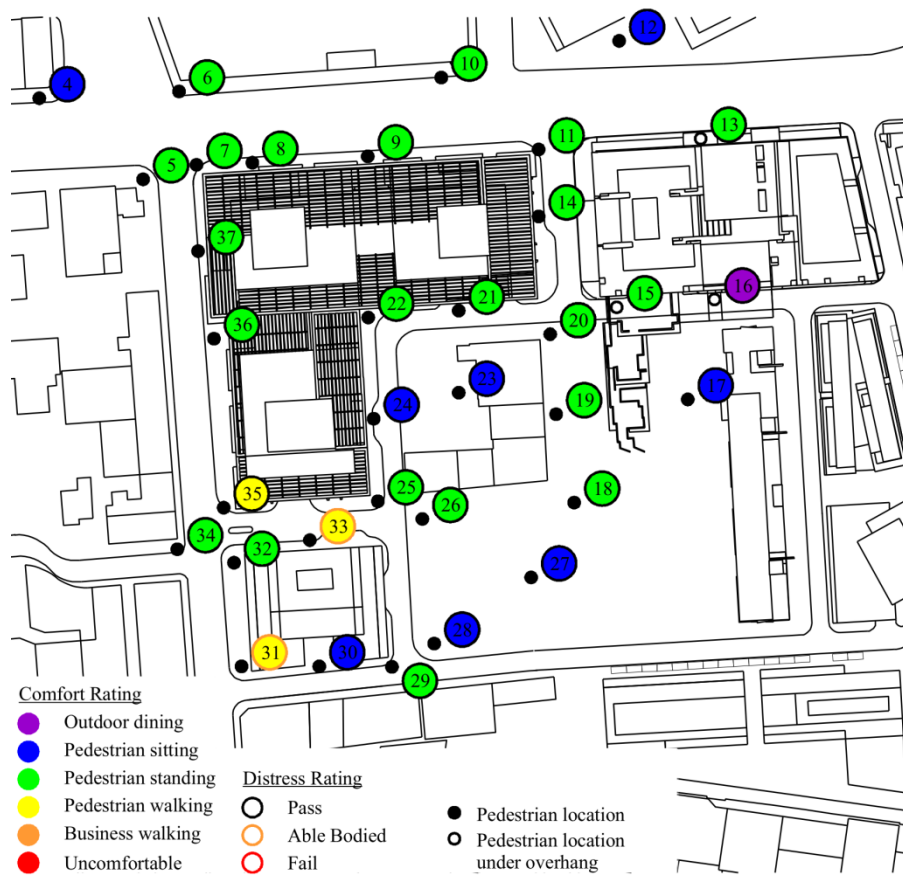 12
10
4
6
13
11
9
7
8
5
14
37
16
15
21
22
20
36
23
17
24
19
25
18
35
26
33
34
32
27
28
31
30
29
Comfort Rating
Outdoor dining
Pedestrian sitting
Pedestrian standing
Pedestrian walking
Business walking
Uncomfortable
Distress Rating
Pass
Able Bodied
Fail
Pedestrian location
Pedestrian location
under overhang